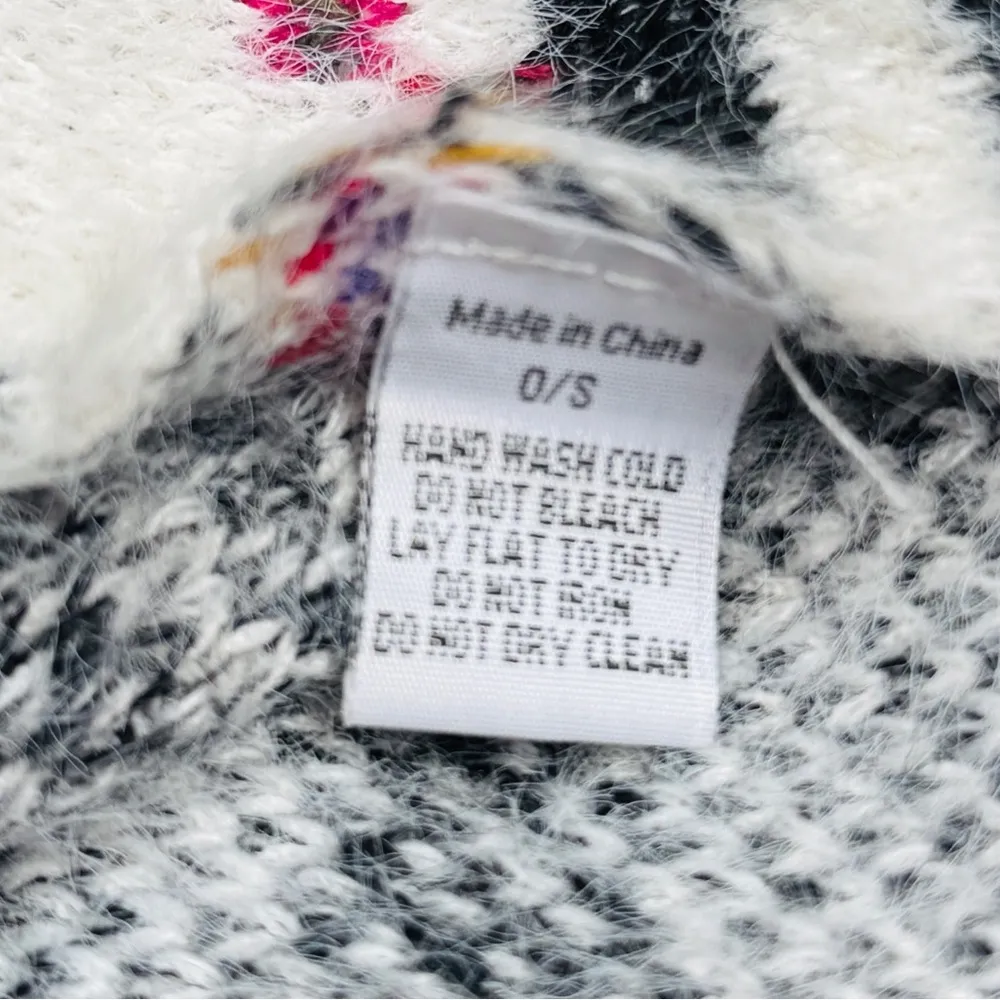 Made in China
O/S
HAND WASH COLD
DO NOT BLEACH
LAY FLAT TO DRY
DO NOT IRON
DO NOT DRY CLEAN